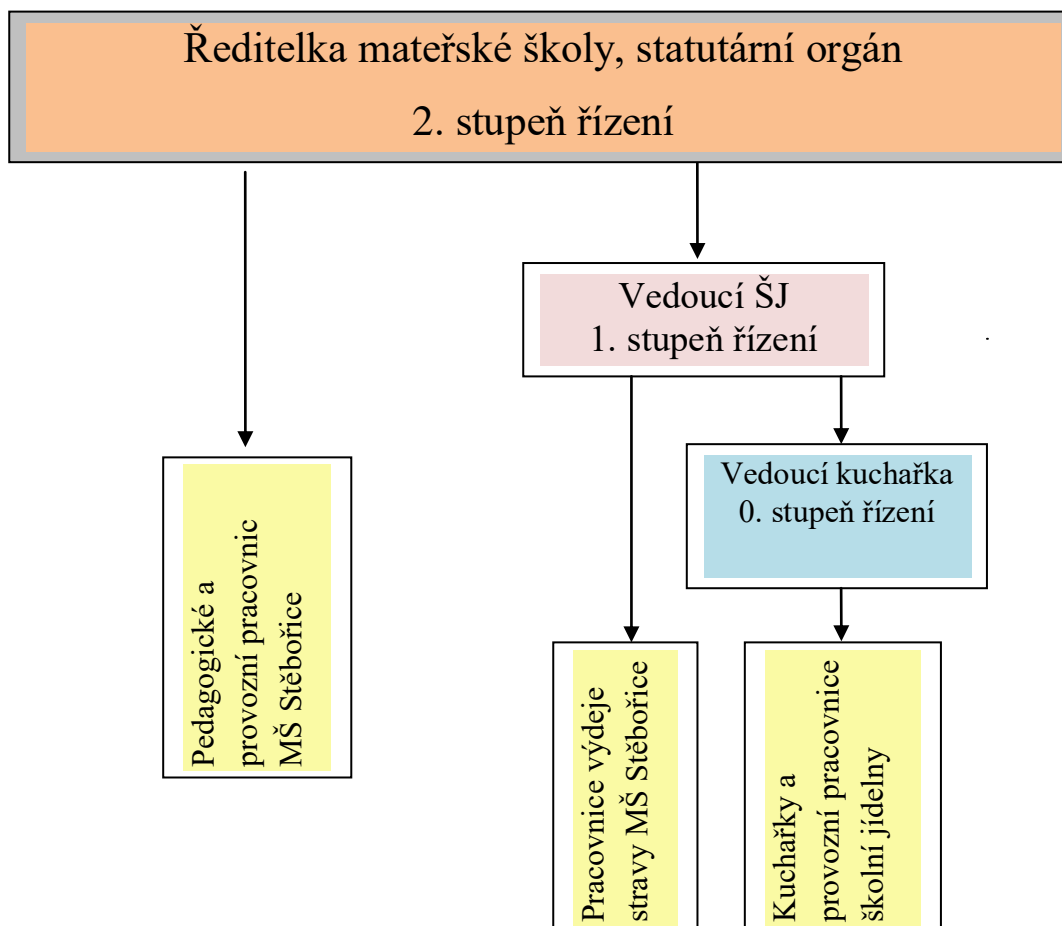 Ředitelka mateřské školy, statutární orgán
2. stupeň řízení
Vedoucí ŠJ
1. stupeň řízení
Vedoucí kuchařka
0. stupeň řízení
Pedagogické a
provozní pracovnic
MŠ Stěbořice
Pracovnice výdeje
stravy MŠ Stěbořice
Kuchařky a
provozní pracovnice
školní jídelny